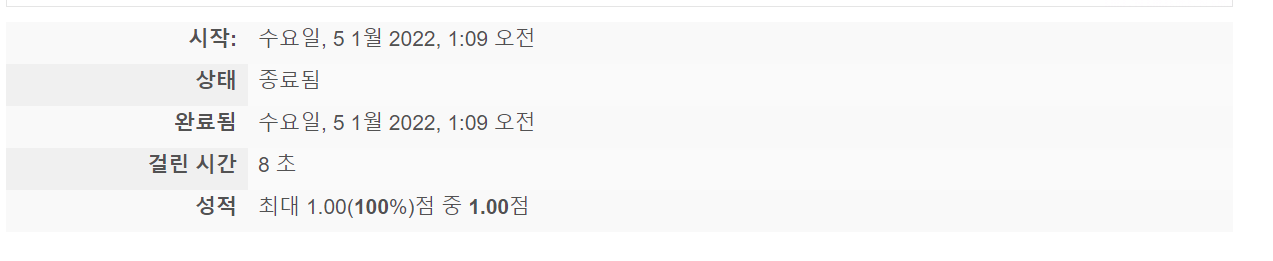 시작: 수요일, 5 1월 2022, 1:09 오전
상태 종료됨
완료됨 수요일, 5 1월 2022, 1:09 오전
걸린 시간 8 초
성적 최대 1.00(100%)점 중 1.00점